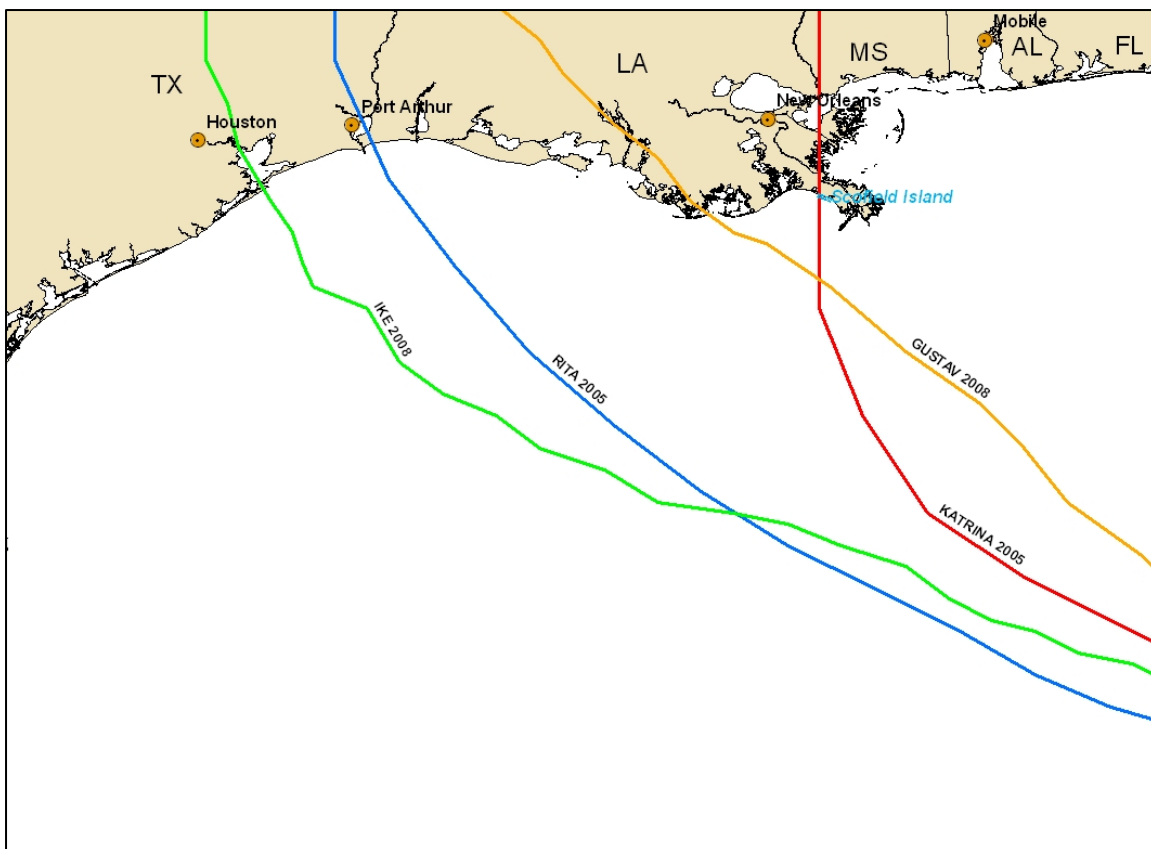 Mobile
MS
AL
FL
LA
TX
New Orleans
Port Arthur
Houston
Scofield Island
IKE 2008
RITA 2005
GUSTAV 2008
KATRINA 2005